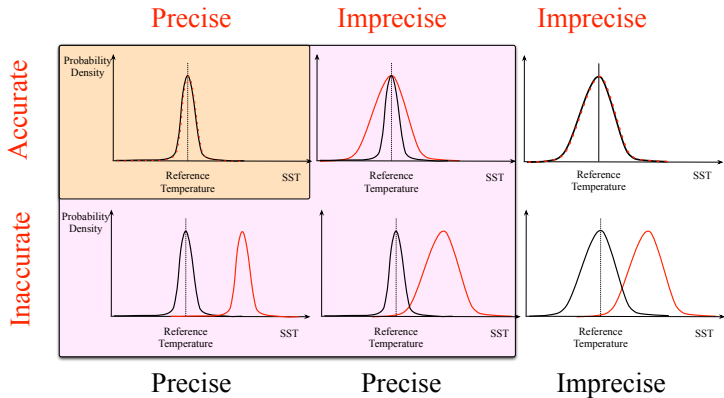 Precise
Imprecise
Imprecise
Accurate
Probability
Density
Reference
Temperature
SST
Reference
Temperature
SST
Reference
Temperature
SST
Inaccurate
Probability
Density
Reference
Temperature
SST
Reference
Temperature
SST
Reference
Temperature
SST
Precise
Precise
Imprecise